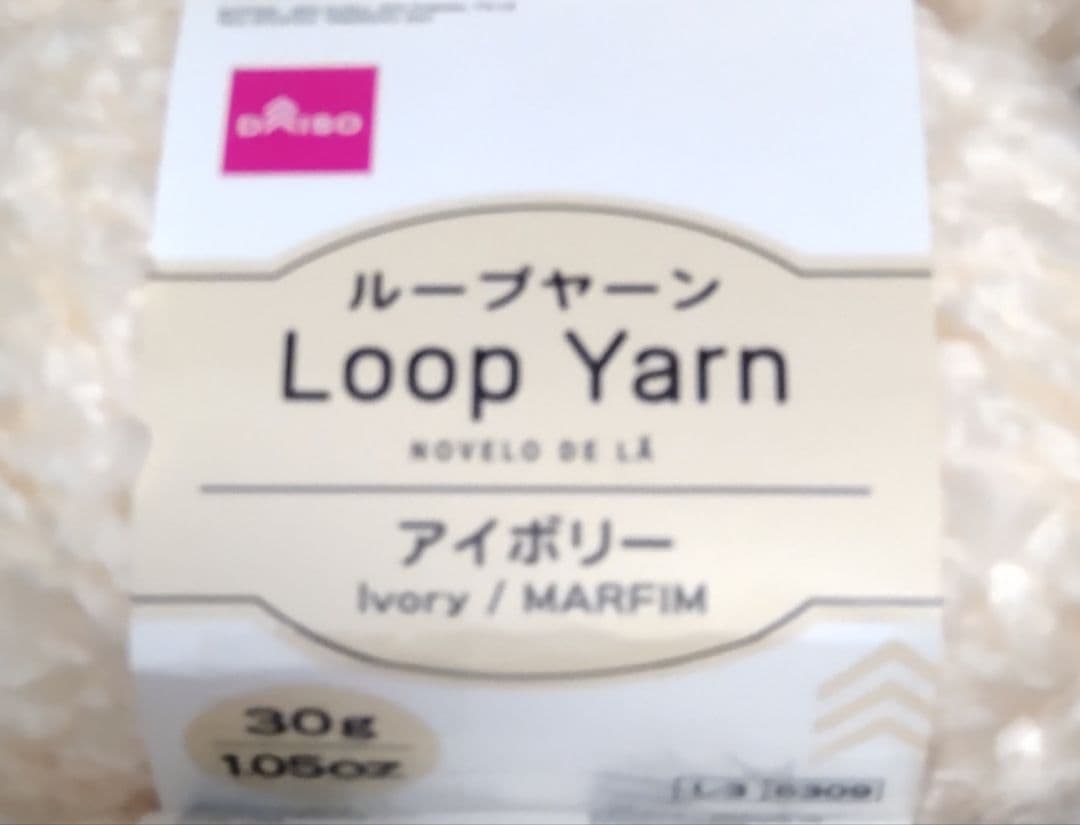 DAISO
ループヤーン
Loop Yarn
NOVELO DE LÃ
アイボリー
Ivory / MARFIM
30g
1.05oz